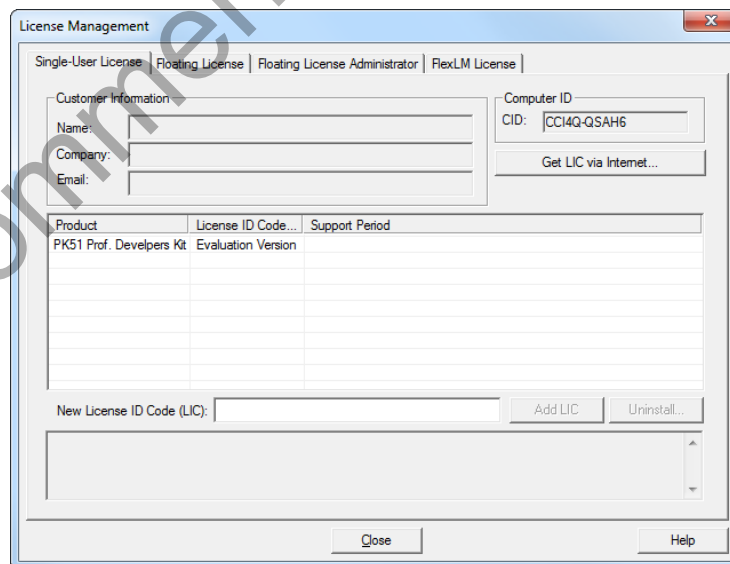 License Management
Single-User License Floating License Floating License Administrator FlexLM License
Customer Information
Name:
Company:
Email:
Computer ID
CID: CCI4Q-QSAH6
Get LIC via Internet...
Product License ID Code... Support Period
PK51 Prof. Develpers Kit Evaluation Version
New License ID Code (LIC):
Add LIC Uninstall...
Close Help